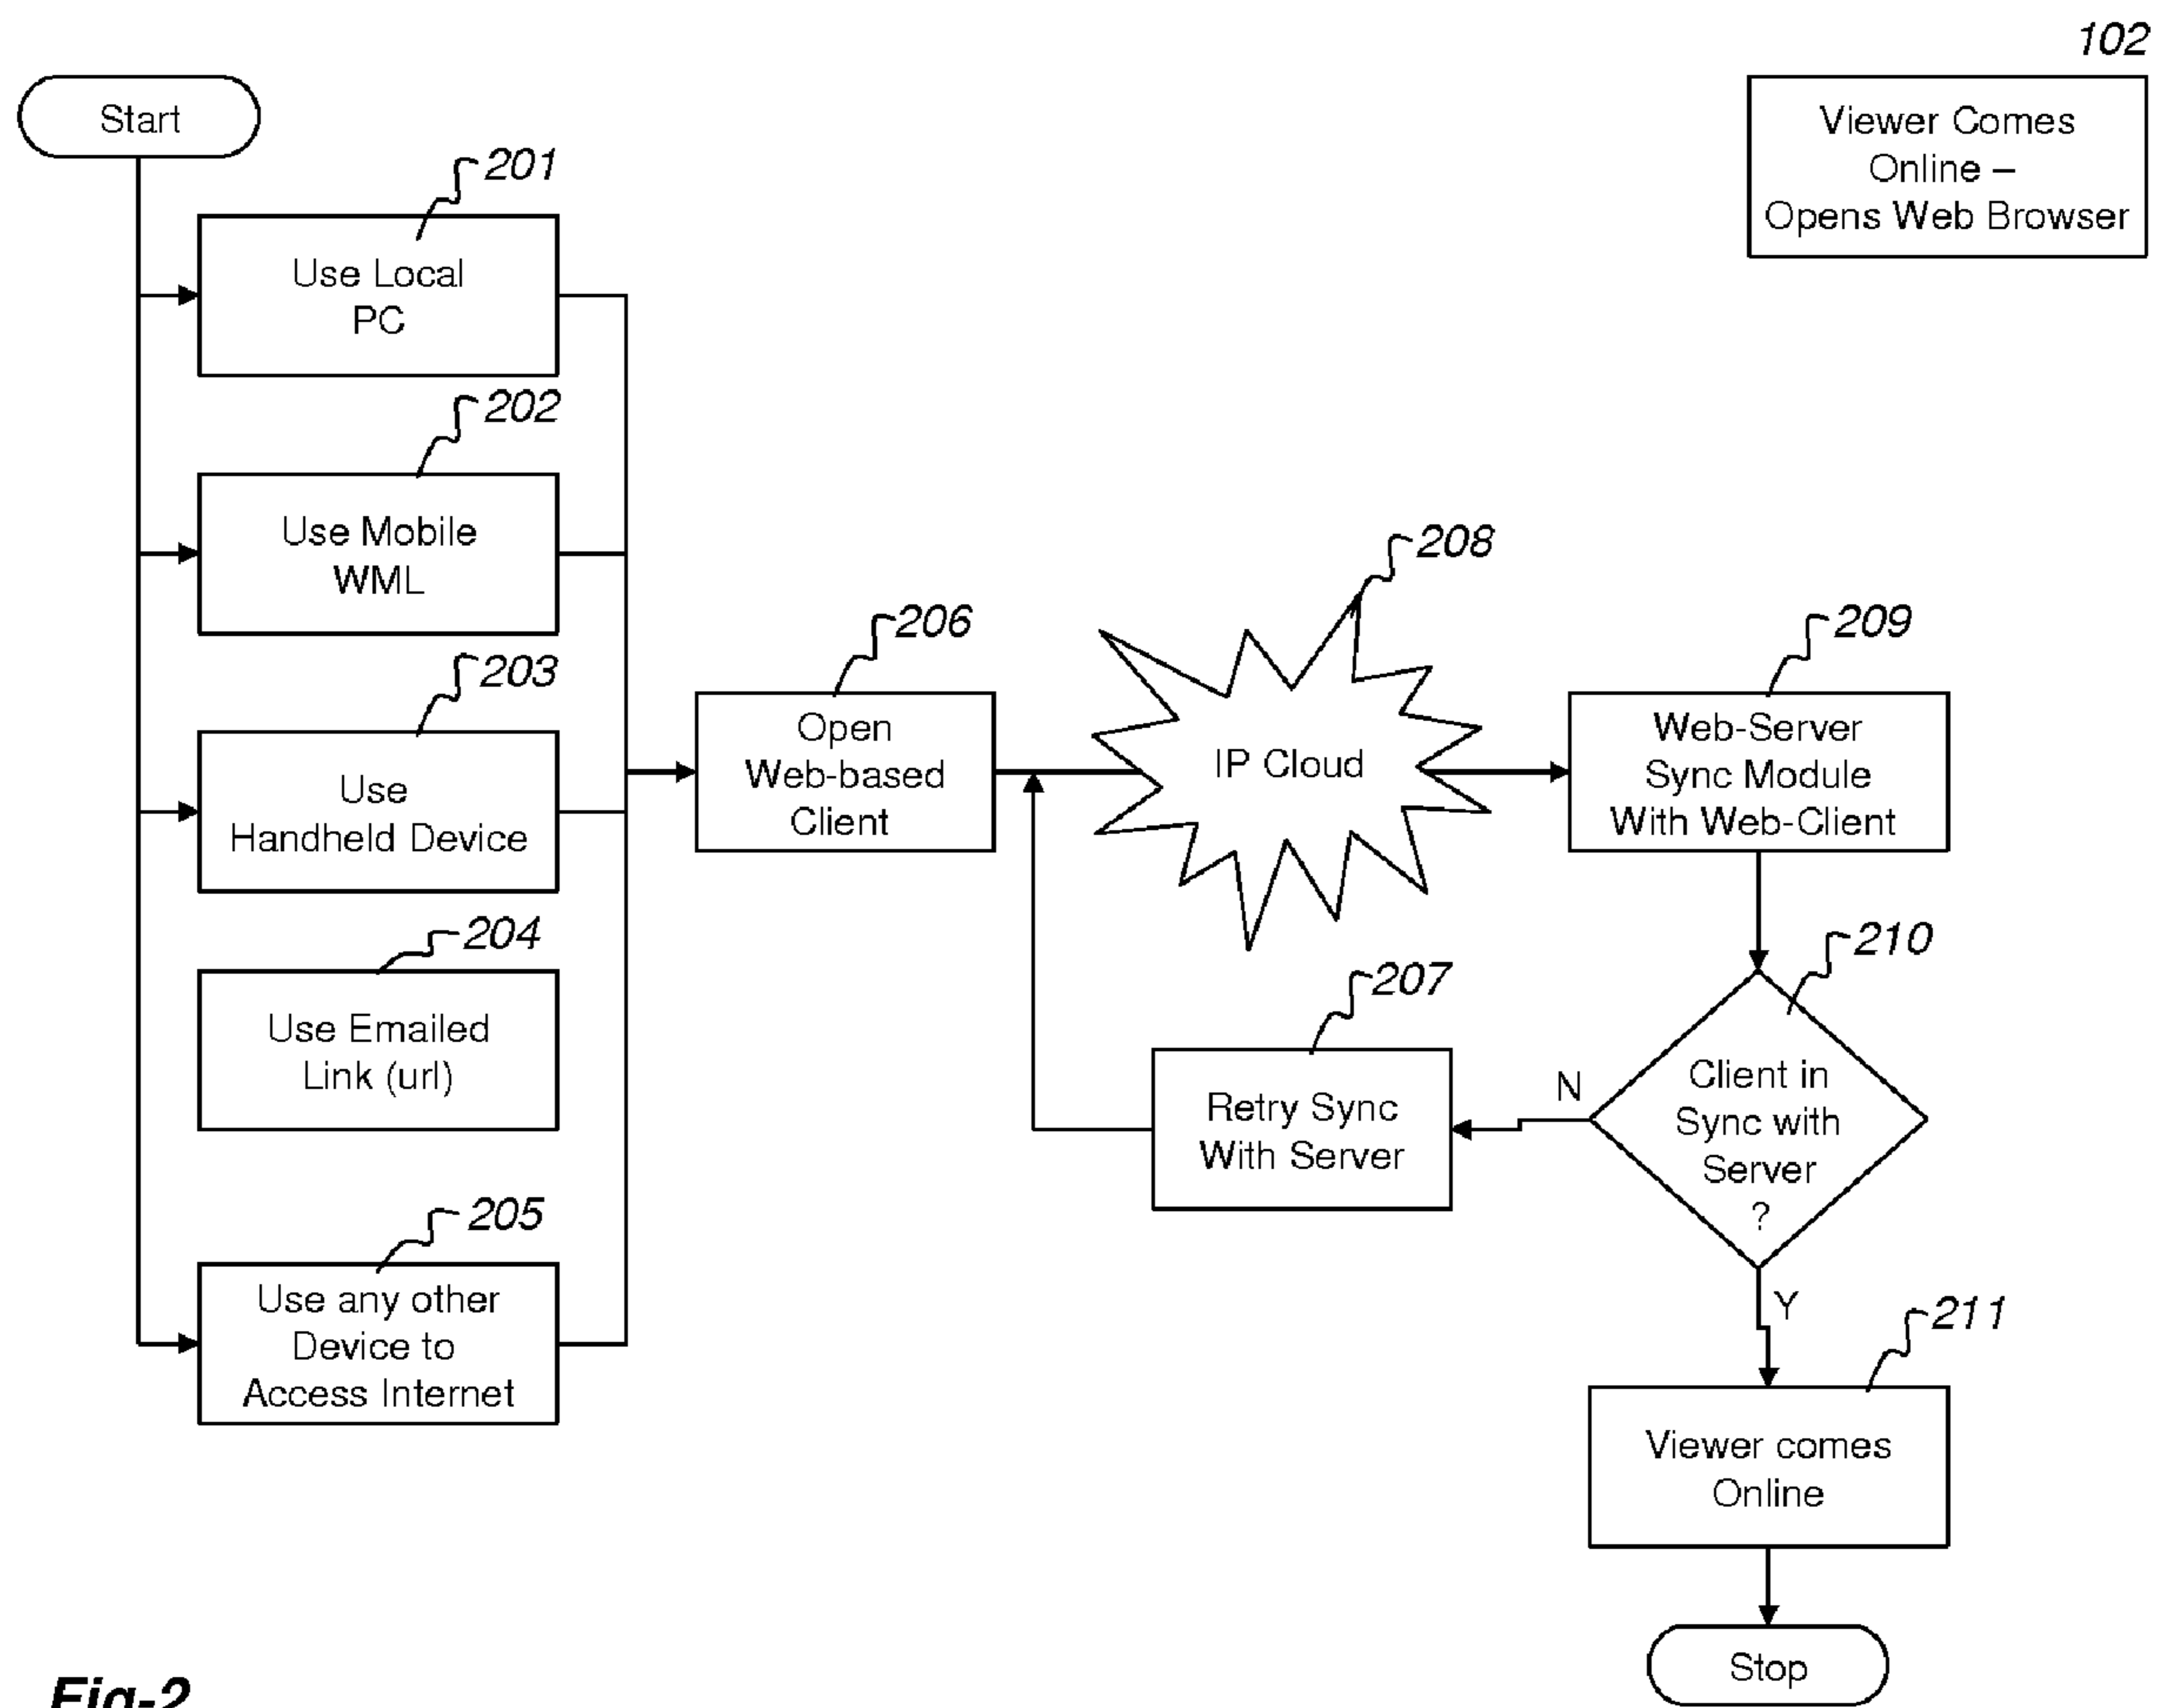 102
Start
Viewer Comes
Online –
Opens Web Browser
201
Use Local
PC
202
Use Mobile
WML
203
Use
Handheld Device
204
Use Emailed
Link (url)
205
Use any other
Device to
Access Internet
206
Open
Web-based
Client
208
IP Cloud
209
Web-Server
Sync Module
With Web-Client
210
Client in
Sync with
Server
?
N
207
Retry Sync
With Server
Y
211
Viewer comes
Online
Stop
Fig-2